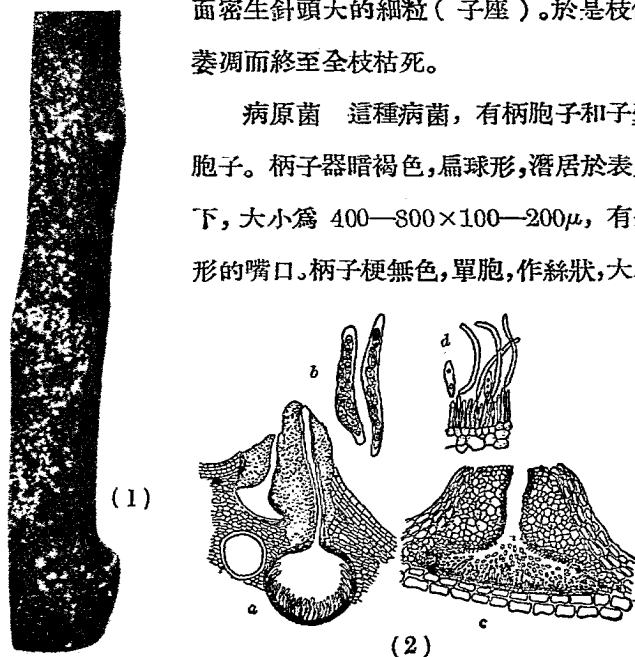 面密生針頭大的細粒（子座）。於是枝
萎凋而終至全枝枯死。
病原菌　這種病菌，有柄胞子和子
胞子。柄子器暗褐色，扁球形，潛居於表
下，大小爲 400—800×100—200μ，有
形的嘴口。柄子梗無色，單胞，作絲狀，大
b
d
(1)
a
c
(2)